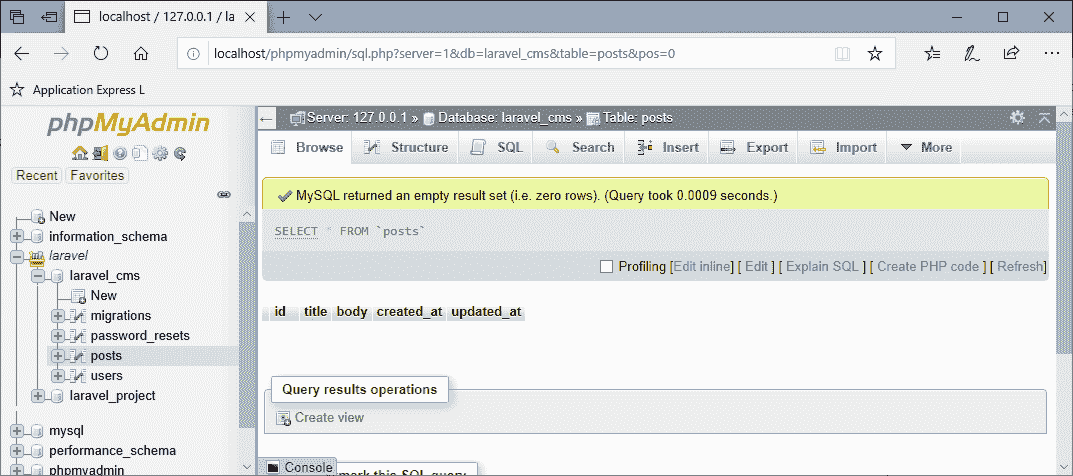 localhost / 127.0.0.1 / la
localhost/phpmyadmin/sql.php?server=1&db=laravel_cms&table=posts&pos=0
Application Express L
phpMyAdmin
Recent Favorites
New
information_schema
laravel
laravel_cms
New
migrations
password_resets
posts
users
laravel_project
mysql
performance_schema
phpmyadmin
Server: 127.0.0.1 » Database: laravel_cms » Table: posts
Browse Structure SQL Search Insert Export Import More
MySQL returned an empty result set (i.e. zero rows). (Query took 0.0009 seconds.)
SELECT * FROM `posts`
Profiling [Edit inline] [ Edit ] [ Explain SQL ] [ Create PHP code ] [ Refresh]
id title body created_at updated_at
Query results operations
Create view
Console
mark this SQL query